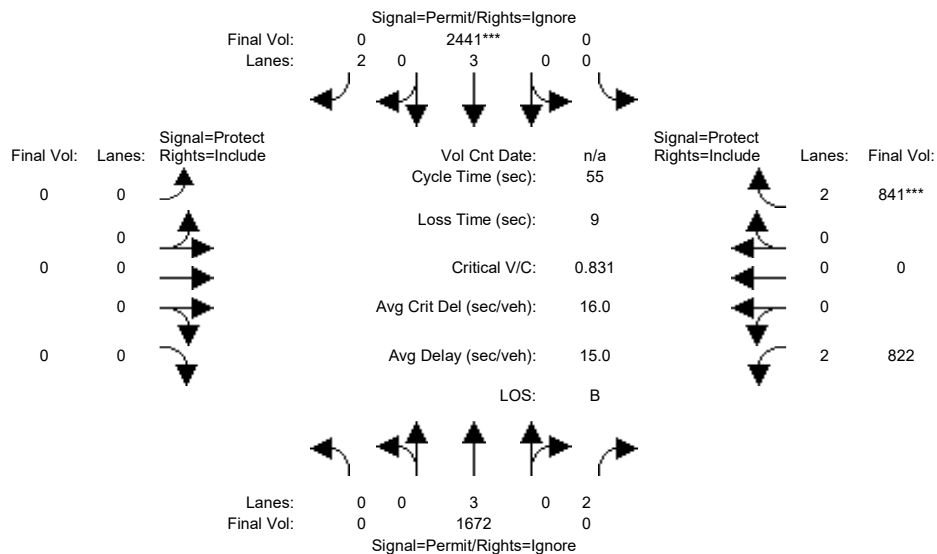 Signal=Permit/Rights=Ignore
Final Vol: 0 2441*** 0
Lanes: 2 0 3 0 0
Signal=Protect Signal=Protect
Final Vol: Lanes: Rights=Include Vol Cnt Date: n/a Rights=Include Lanes: Final Vol:
Cycle Time (sec): 55
0 0 2 841***
Loss Time (sec): 9
0 0
0 0 Critical V/C: 0.831 0 0
0 Avg Crit Del (sec/veh): 16.0 0
0 0 Avg Delay (sec/veh): 15.0 2 822
LOS: B
Lanes: 0 0 3 0 2
Final Vol: 0 1672 0
Signal=Permit/Rights=Ignore